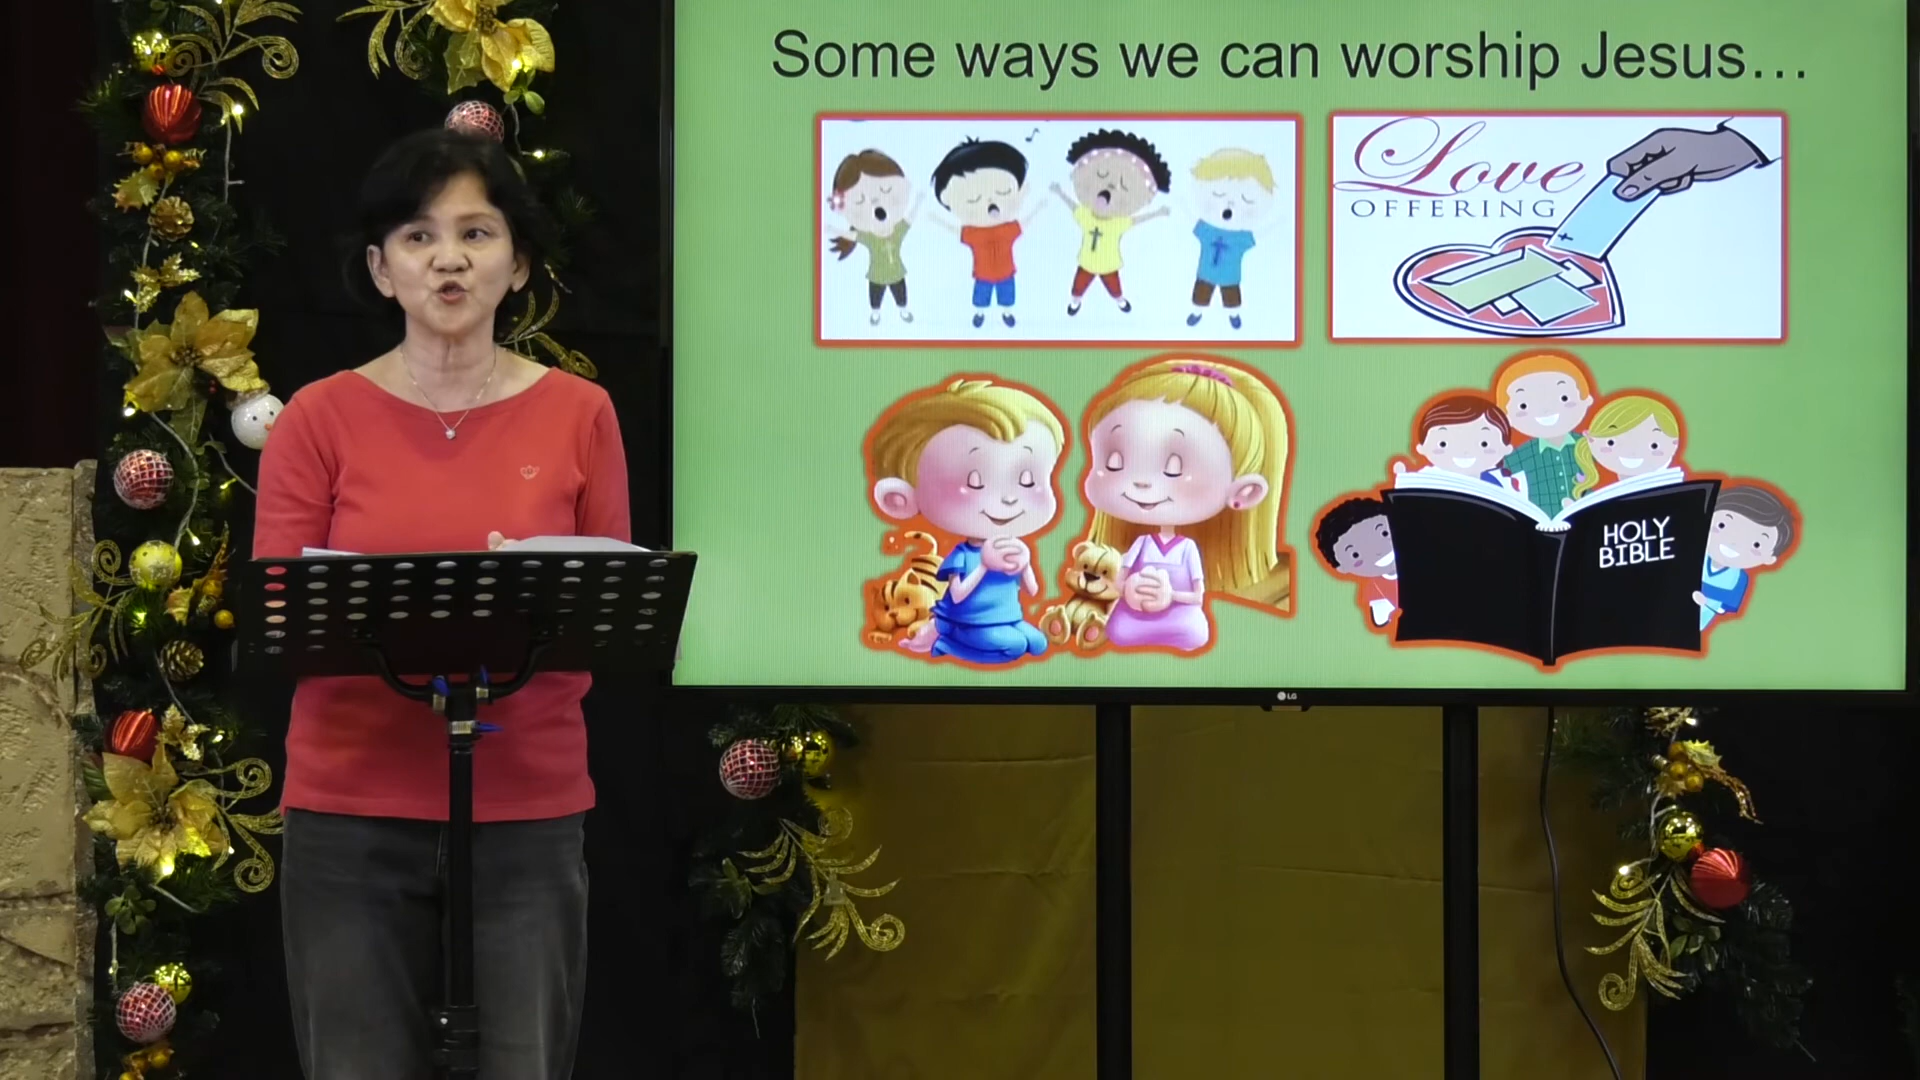 Some ways we can worship Jesus...
Love
OFFERING
HOLY
BIBLE
LG